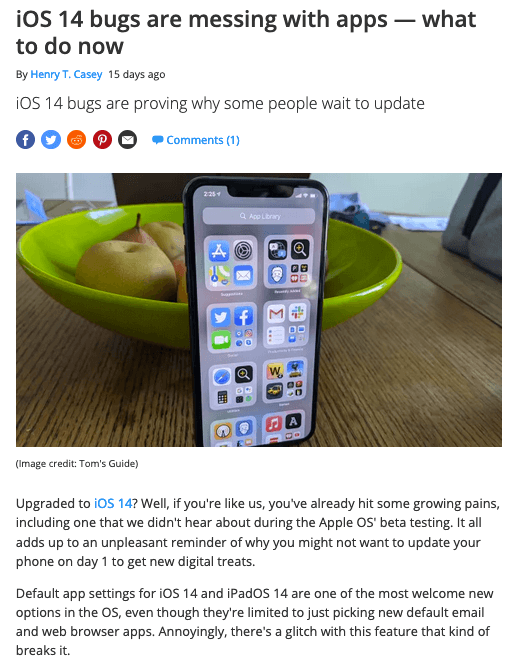 iOS 14 bugs are messing with apps — what
to do now
By Henry T. Casey 15 days ago
iOS 14 bugs are proving why some people wait to update
Comments (1)
2:25
App Library
Suggestions
Recently Added
Social
(Image credit: Tom's Guide)
Upgraded to iOS 14? Well, if you're like us, you've already hit some growing pains,
including one that we didn't hear about during the Apple OS' beta testing. It all
adds up to an unpleasant reminder of why you might not want to update your
phone on day 1 to get new digital treats.
Default app settings for iOS 14 and iPadOS 14 are one of the most welcome new
options in the OS, even though they're limited to just picking new default email
and web browser apps. Annoyingly, there's a glitch with this feature that kind of
breaks it.